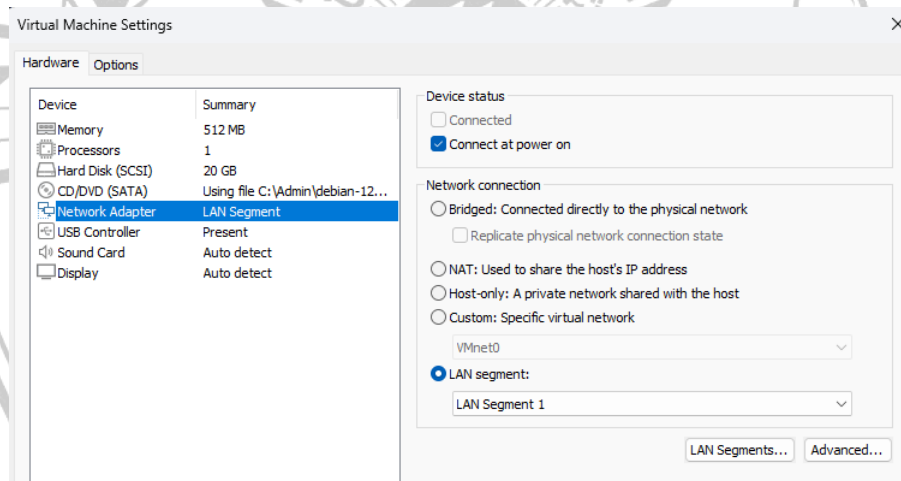 Virtual Machine Settings
Hardware Options
Device Summary
Memory 512 MB
Processors 1
Hard Disk (SCSI) 20 GB
CD/DVD (SATA) Using file C:\Admin\debian-12...
Network Adapter LAN Segment
USB Controller Present
Sound Card Auto detect
Display Auto detect
Device status
Connected
Connect at power on
Network connection
Bridged: Connected directly to the physical network
Replicate physical network connection state
NAT: Used to share the host's IP address
Host-only: A private network shared with the host
Custom: Specific virtual network
VMnet0
LAN segment:
LAN Segment 1
LAN Segments... Advanced...